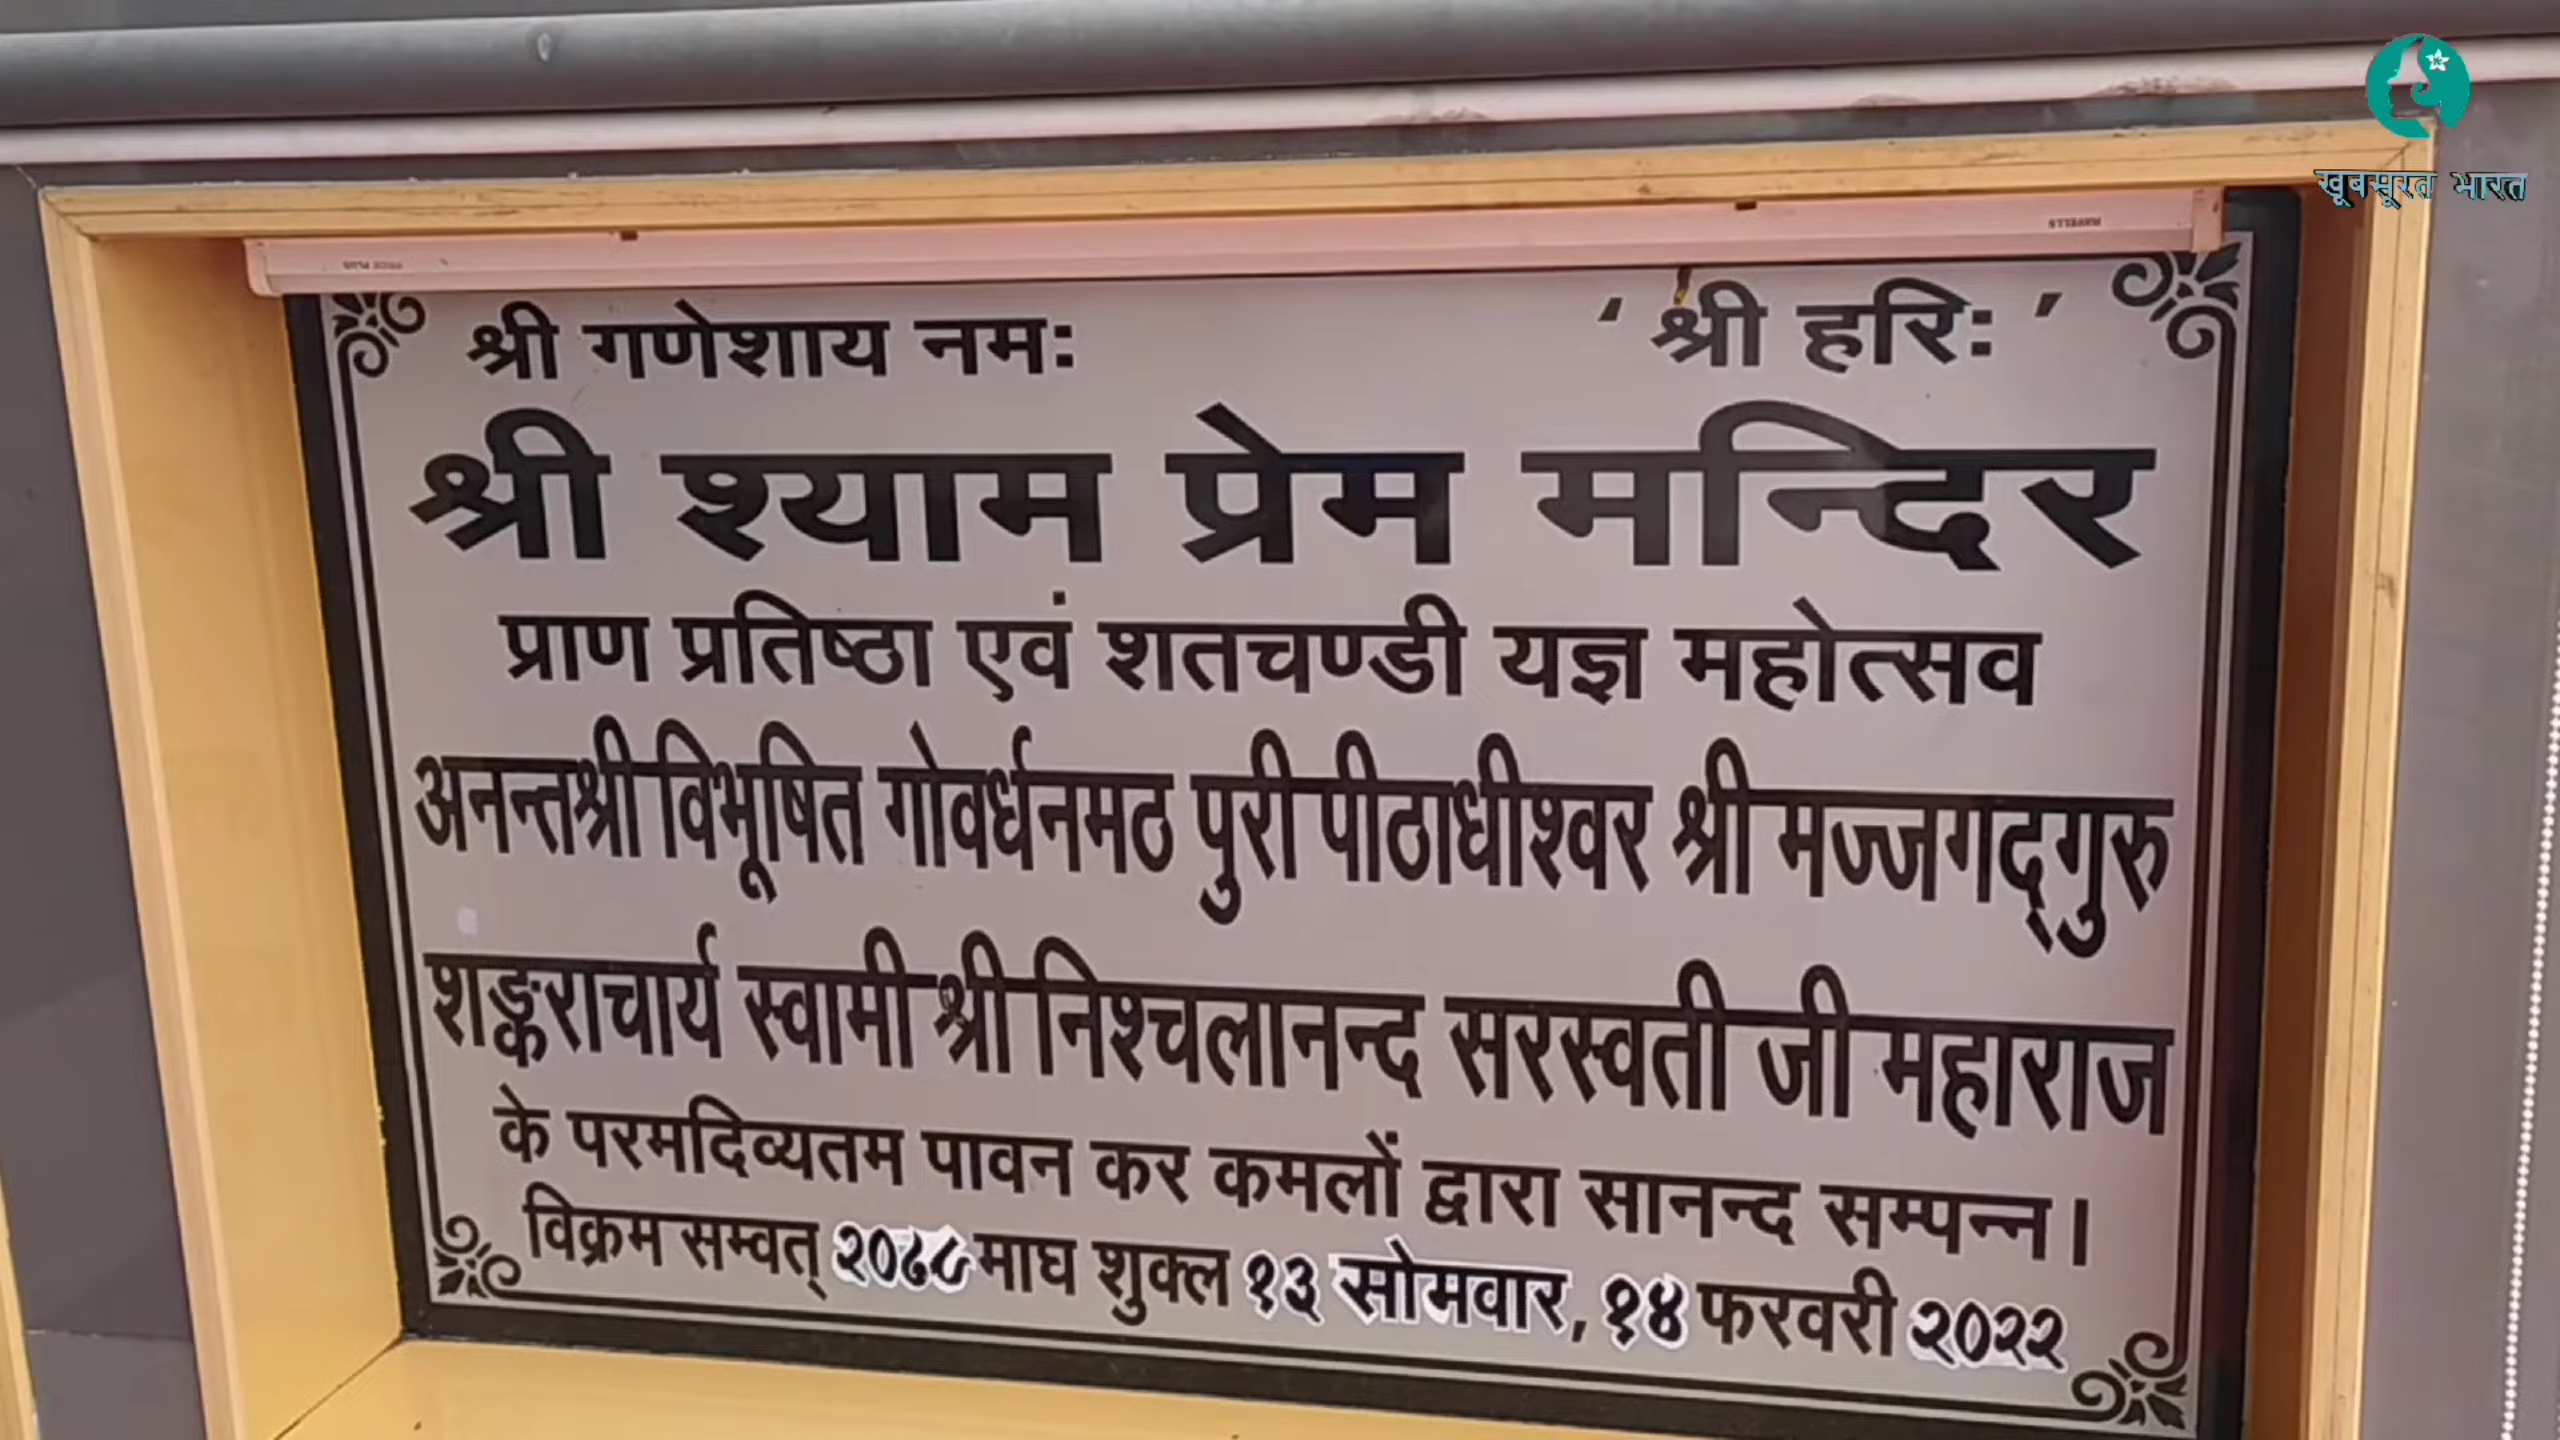 खूबसूरत भारत
श्री गणेशाय नमः ‘ श्री हरिः ’
श्री श्याम प्रेम मन्दिर
प्राण प्रतिष्ठा एवं शतचण्डी यज्ञ महोत्सव
अनन्तश्री विभूषित गोवर्धनमठ पुरी पीठाधीश्वर श्री मज्जगद्गुरु
शङ्कराचार्य स्वामी श्री निश्चलानन्द सरस्वती जी महाराज
के परमदिव्यतम पावन कर कमलों द्वारा सानन्द सम्पन्न।
विक्रम सम्वत् २०७८ माघ शुक्ल १३ सोमवार, १४ फरवरी २०२२